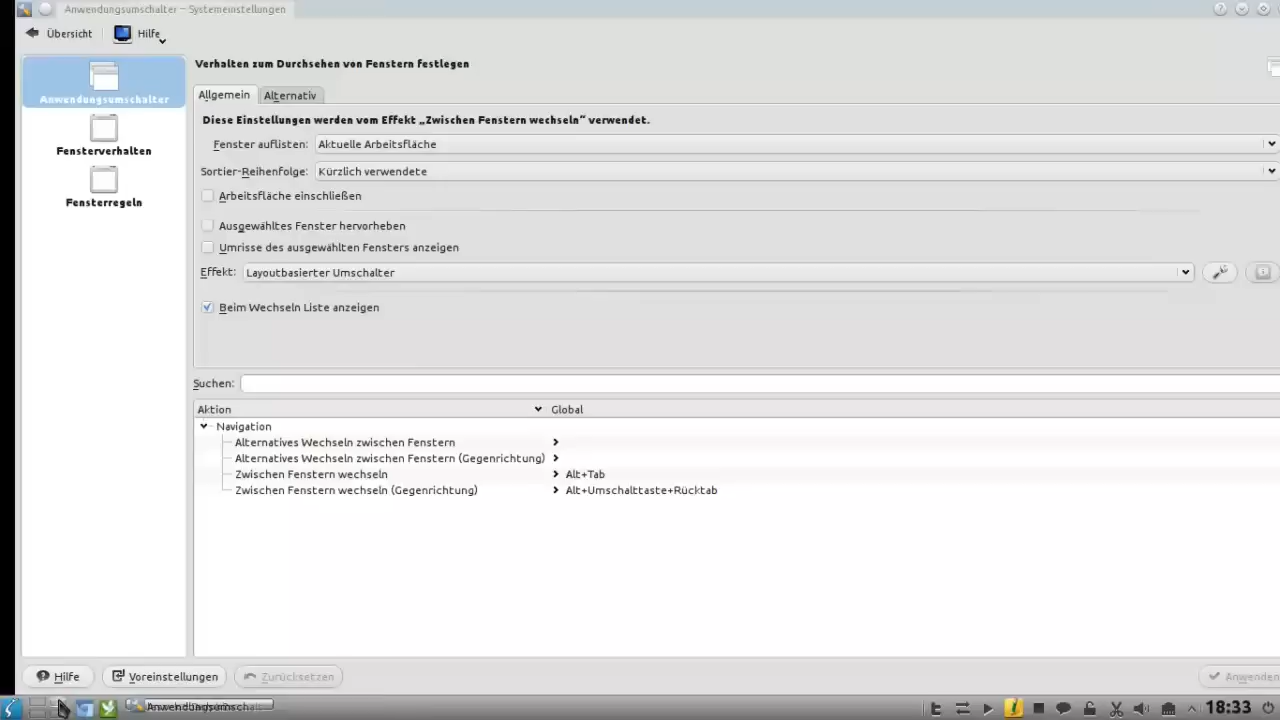 Anwendungsumschalter – Systemeinstellungen
Übersicht
Hilfe
Anwendungsumschalter
Fensterverhalten
Fensterregeln
Verhalten zum Durchsehen von Fenstern festlegen
Allgemein
Alternativ
Diese Einstellungen werden vom Effekt „Zwischen Fenstern wechseln“ verwendet.
Fenster auflisten: Aktuelle Arbeitsfläche
Sortier-Reihenfolge: Kürzlich verwendete
Arbeitsfläche einschließen
Ausgewähltes Fenster hervorheben
Umrisse des ausgewählten Fensters anzeigen
Effekt: Layoutbasierter Umschalter
Beim Wechseln Liste anzeigen
Suchen:
Aktion Global
Navigation
Alternatives Wechseln zwischen Fenstern
Alternatives Wechseln zwischen Fenstern (Gegenrichtung)
Zwischen Fenstern wechseln Alt+Tab
Zwischen Fenstern wechseln (Gegenrichtung) Alt+Umschalttaste+Rücktab
Hilfe
Voreinstellungen
Zurücksetzen
Anwenden
18:33